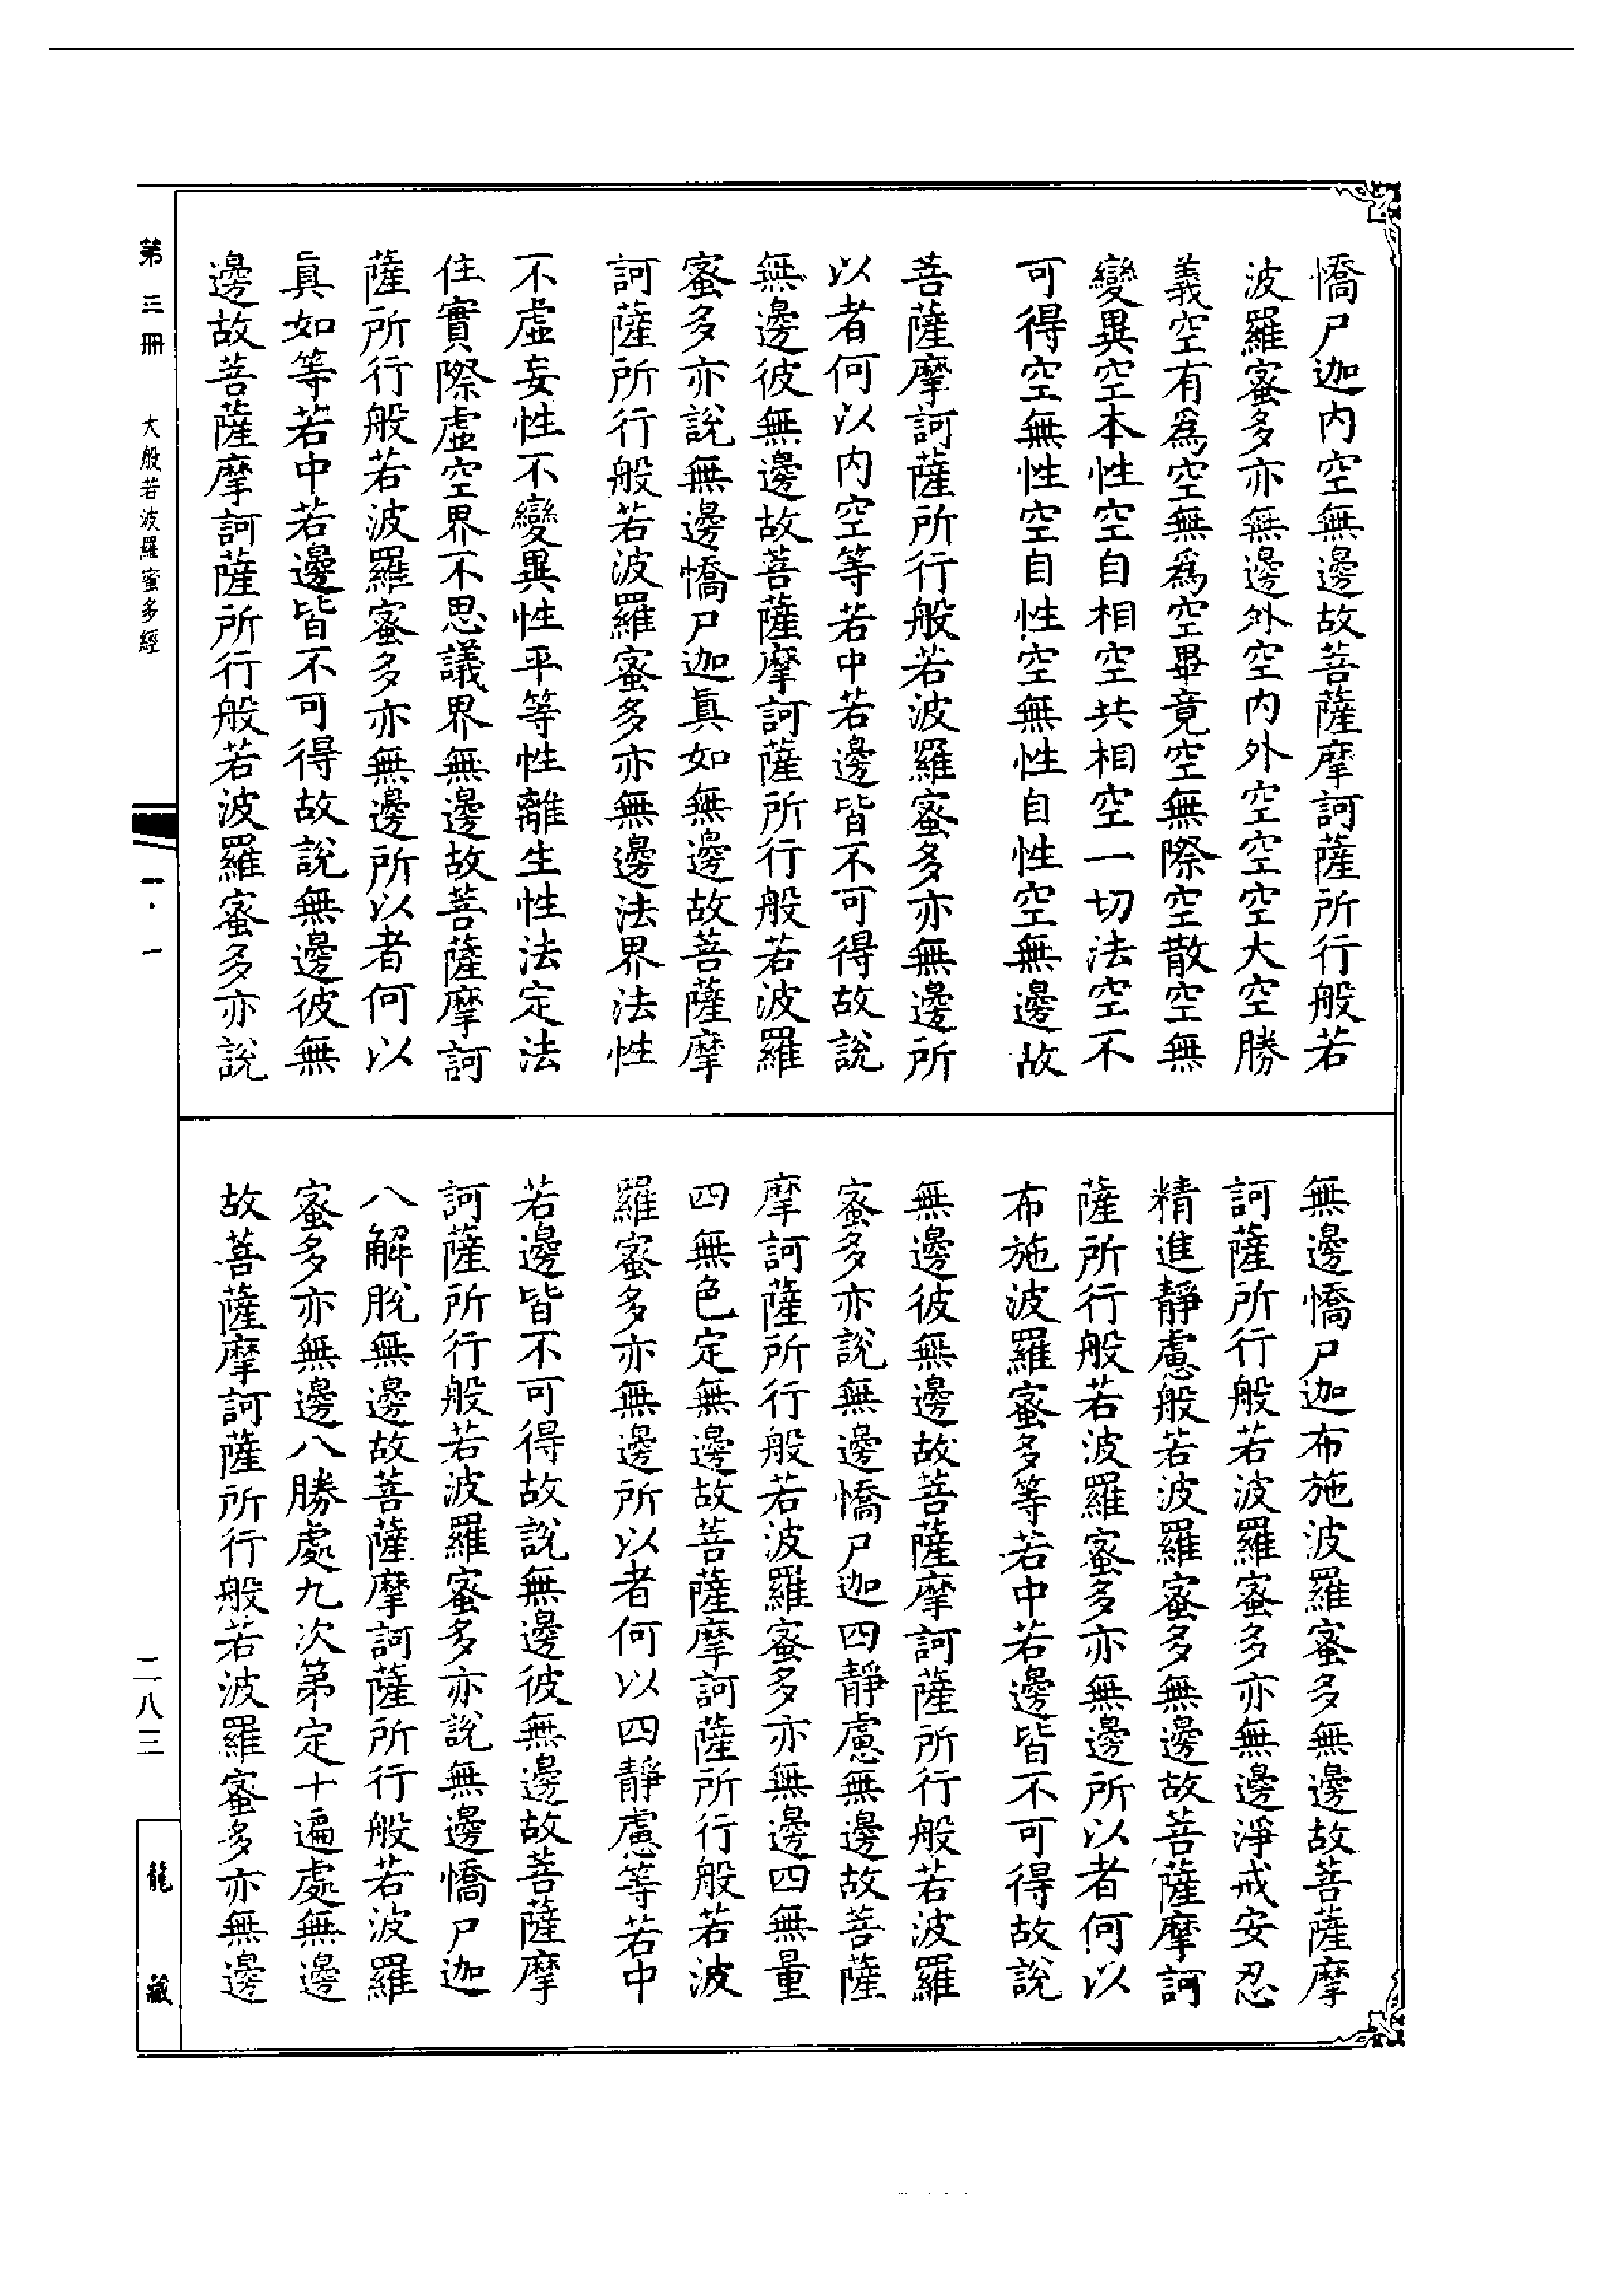 憍尸迦内空無邊故菩薩摩訶薩所行般若
波羅蜜多亦無邊外空内外空空空大空勝
義空有爲空無爲空畢竟空無際空散空無
變異空本性空自相空共相空一切法空不
可得空無性空自性空無性自性空無邊故
菩薩摩訶薩所行般若波羅蜜多亦無邊所
以者何以内空等若中若邊皆不可得故說
無邊彼無邊故菩薩摩訶薩所行般若波羅
蜜多亦說無邊憍尸迦真如無邊故菩薩摩
訶薩所行般若波羅蜜多亦無邊法界法性
不虛妄性不變異性平等性離生性法定法
住實際虛空界不思議界無邊故菩薩摩訶
薩所行般若波羅蜜多亦無邊所以者何以
真如等若中若邊皆不可得故說無邊彼無
邊故菩薩摩訶薩所行般若波羅蜜多亦說
無邊憍尸迦布施波羅蜜多無邊故菩薩摩
訶薩所行般若波羅蜜多亦無邊淨戒安忍
精進靜慮般若波羅蜜多無邊故菩薩摩訶
薩所行般若波羅蜜多亦無邊所以者何以
布施波羅蜜多等若中若邊皆不可得故說
無邊彼無邊故菩薩摩訶薩所行般若波羅
蜜多亦說無邊憍尸迦四靜慮無邊故菩薩
摩訶薩所行般若波羅蜜多亦無邊四無量
四無色定無邊故菩薩摩訶薩所行般若波
羅蜜多亦無邊所以者何以四靜慮等若中
若邊皆不可得故說無邊彼無邊故菩薩摩
訶薩所行般若波羅蜜多亦說無邊憍尸迦
八解脫無邊故菩薩摩訶薩所行般若波羅
蜜多亦無邊八勝處九次第定十遍處無邊
故菩薩摩訶薩所行般若波羅蜜多亦無邊
第三冊 大般若波羅蜜多經 一·一 二八三
龍藏